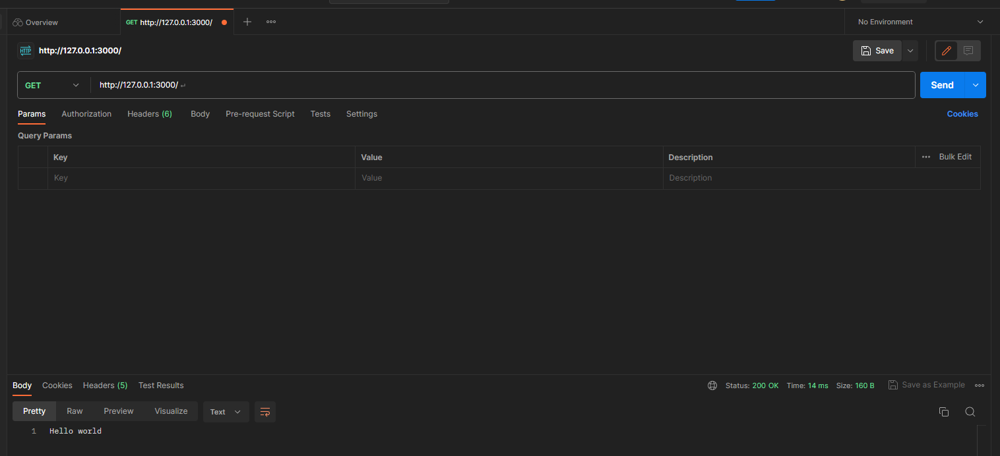 Overview
GET http://127.0.0.1:3000/
No Environment
HTTP http://127.0.0.1:3000/
Save
GET http://127.0.0.1:3000/
Send
Params Authorization Headers (6) Body Pre-request Script Tests Settings Cookies
Query Params
Key Value Description Bulk Edit
Key Value Description
Body Cookies Headers (5) Test Results Status: 200 OK Time: 14 ms Size: 160 B Save as Example
Pretty Raw Preview Visualize Text
1 Hello world